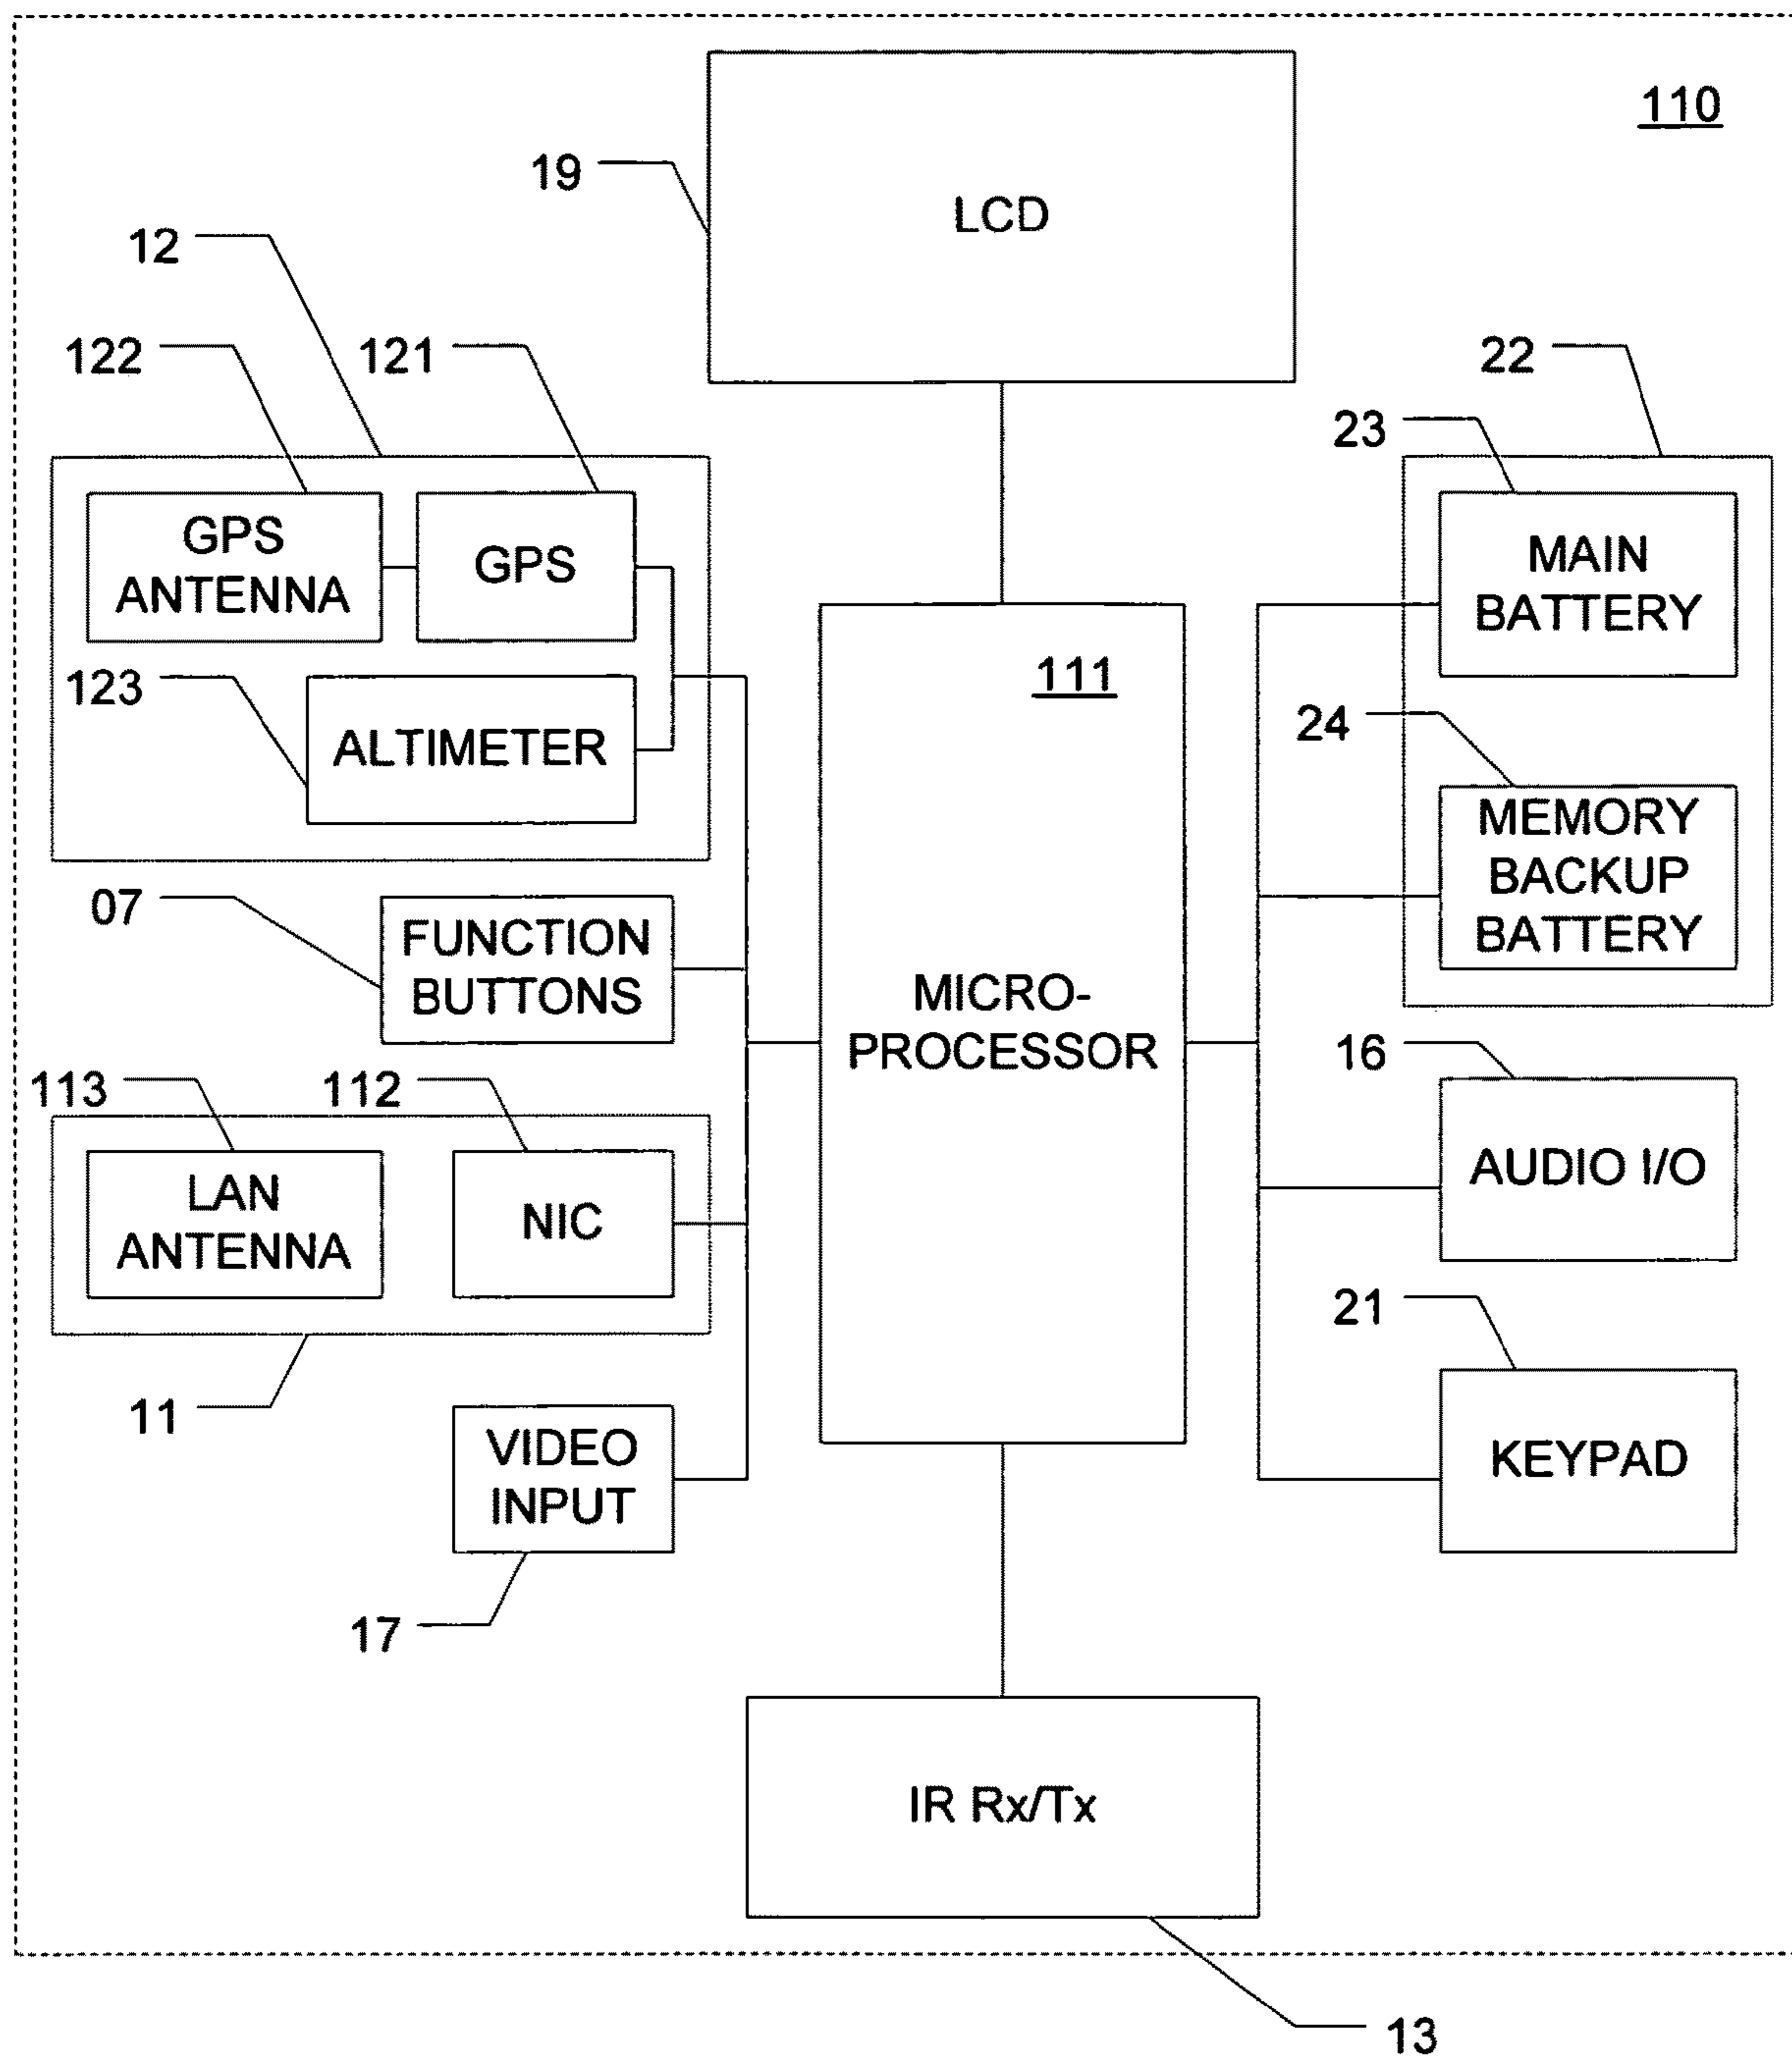 110
19
LCD
12
122
121
22
23
GPS
ANTENNA
GPS
MAIN
BATTERY
111
123
ALTIMETER
24
MEMORY
BACKUP
BATTERY
07
FUNCTION
BUTTONS
MICRO-
PROCESSOR
16
113
112
LAN
ANTENNA
NIC
AUDIO I/O
21
11
VIDEO
INPUT
KEYPAD
17
IR Rx/Tx
13